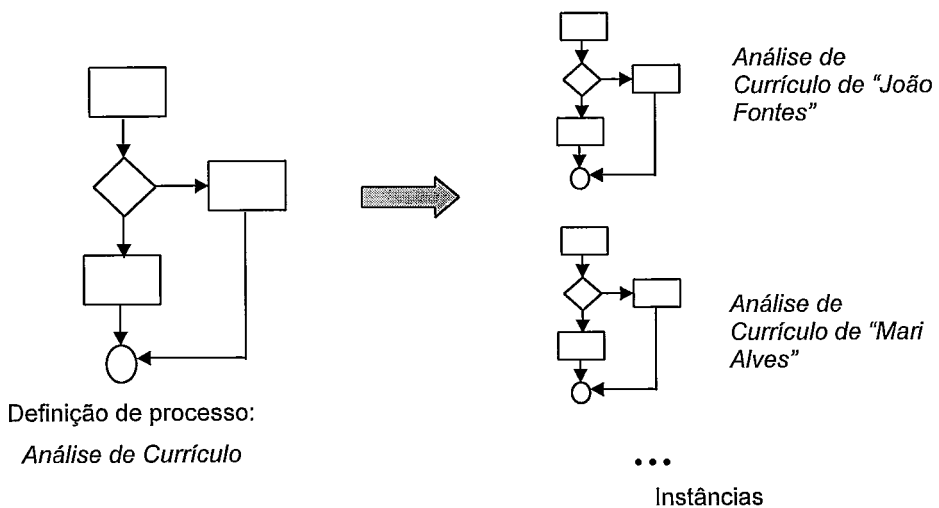 Análise de
Currículo de "João
Fontes"
Análise de
Currículo de "Mari
Alves"
Definição de processo:
Análise de Currículo
...
Instâncias